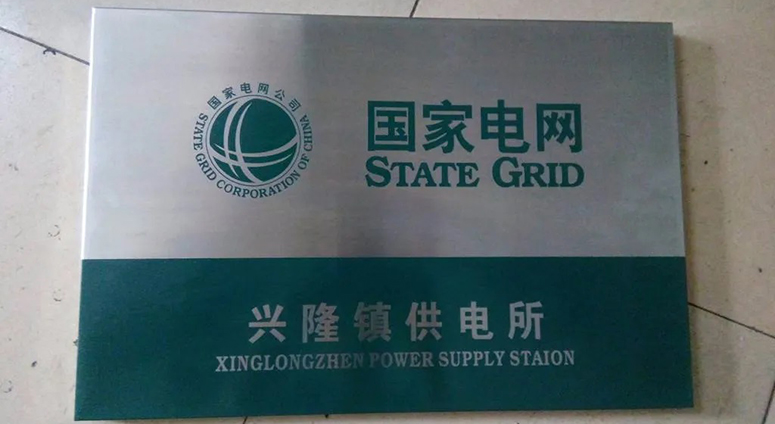 国家电网公司
STATE GRID CORPORATION OF CHINA
国家电网
STATE GRID
兴隆镇供电所
XINGLONGZHEN POWER SUPPLY STAION